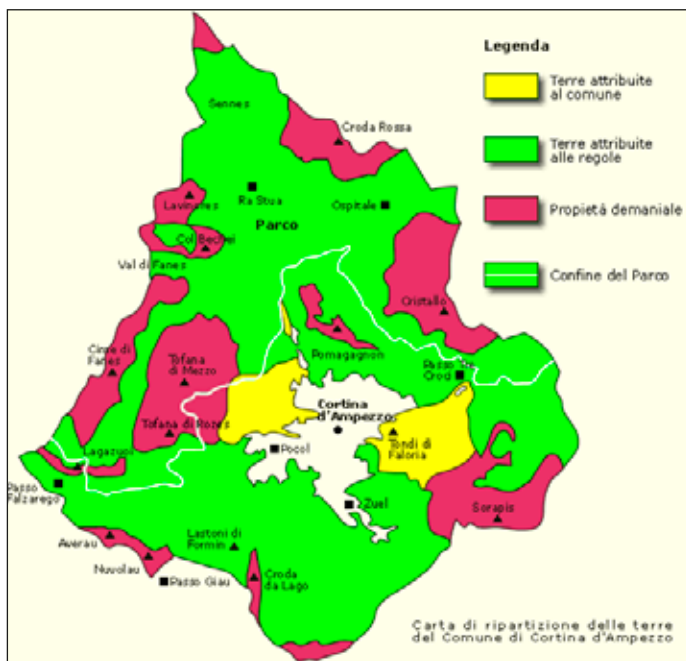 Legenda
Terre attribuite
al comune
Terre attribuite
alle regole
Propietá demaniale
Confine del Parco
Sennes
Croda Rossa
Ra Stua
Ospitale
Lavinares
Parco
Col Bechei
Val di Fanes
Cristallo
Cime di
Fanes
Tofana
di Mezzo
Pomagagnon
Passo Tre
Croci
Cortina
d'Ampezzo
Tofana di Rozes
Tondi di
Faloria
Pocol
Lagazuoi
Passo
Falzarego
Zuel
Sorapis
Averau
Lastoni di
Formin
Nuvolau
Passo Giau
Croda
da Lago
Carta di ripartizione delle terre
del Comune di Cortina d'Ampezzo